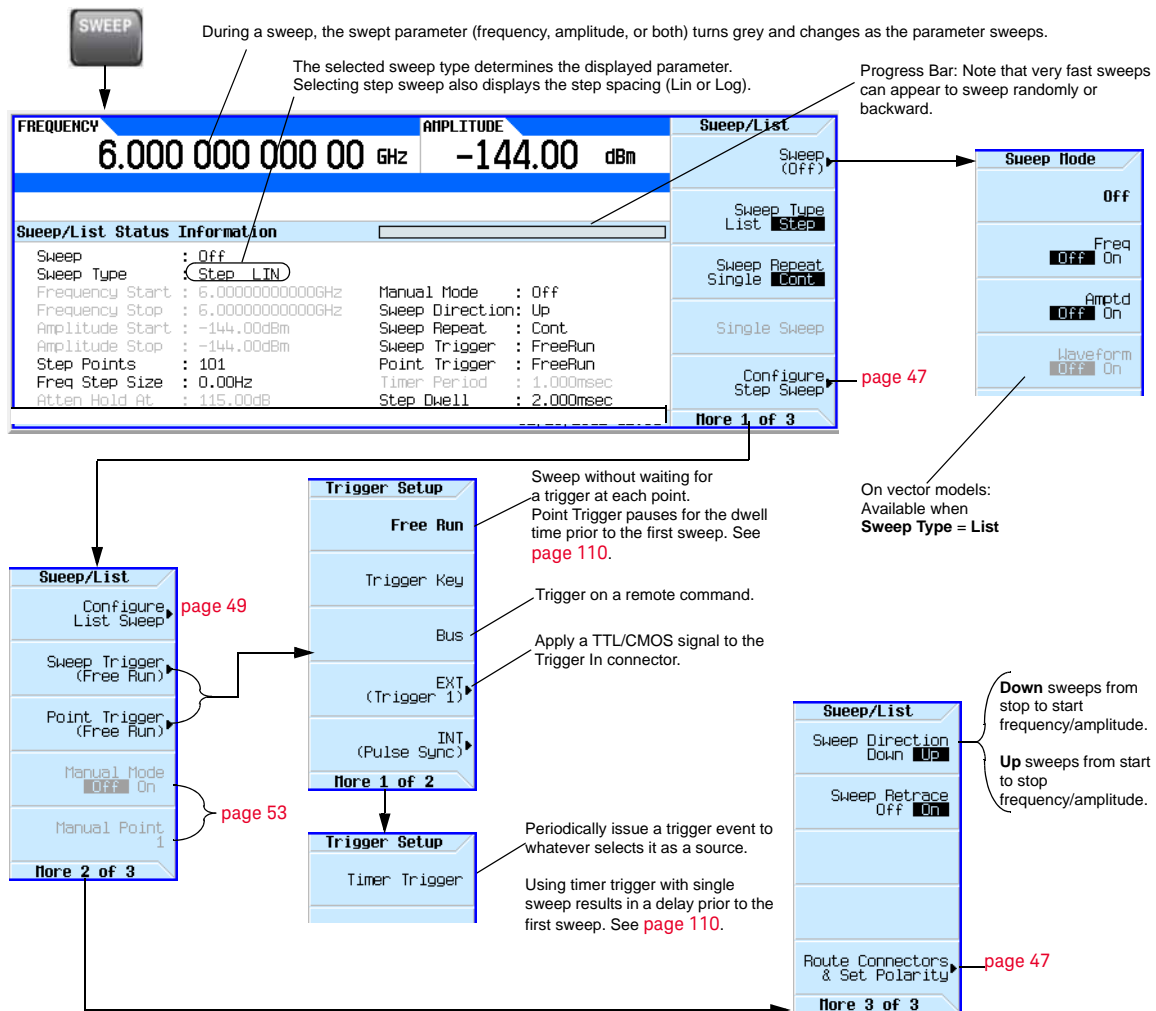 SWEEP
During a sweep, the swept parameter (frequency, amplitude, or both) turns grey and changes as the parameter sweeps.
The selected sweep type determines the displayed parameter.
Selecting step sweep also displays the step spacing (Lin or Log).
Progress Bar: Note that very fast sweeps
can appear to sweep randomly or
backward.
FREQUENCY
6.000 000 000 00 GHz
AMPLITUDE
-144.00 dBm
Sweep/List Status Information
Sweep : Off
Sweep Type : Step LIN
Frequency Start : 6.00000000000GHz
Frequency Stop : 6.00000000000GHz
Amplitude Start : -144.00dBm
Amplitude Stop : -144.00dBm
Step Points : 101
Freq Step Size : 0.00Hz
Atten Hold At : 115.00dB
Manual Mode : Off
Sweep Direction: Up
Sweep Repeat : Cont
Sweep Trigger : FreeRun
Point Trigger : FreeRun
Timer Period : 1.000msec
Step Dwell : 2.000msec
Sweep/List
Sweep
(Off)
Sweep Type
List Step
Sweep Repeat
Single Cont
Single Sweep
Configure
Step Sweep
More 1 of 3
page 47
Sweep Mode
Off
Freq
Off On
Amptd
Off On
Waveform
Off On
On vector models:
Available when
Sweep Type = List
Sweep/List
Configure
List Sweep
page 49
Sweep Trigger
(Free Run)
Point Trigger
(Free Run)
Manual Mode
Off On
Manual Point
1
page 53
More 2 of 3
Trigger Setup
Free Run
Trigger Key
Bus
EXT
(Trigger 1)
INT
(Pulse Sync)
More 1 of 2
Sweep without waiting for
a trigger at each point.
Point Trigger pauses for the dwell
time prior to the first sweep. See
page 110.
Trigger on a remote command.
Apply a TTL/CMOS signal to the
Trigger In connector.
Trigger Setup
Timer Trigger
Periodically issue a trigger event to
whatever selects it as a source.
Using timer trigger with single
sweep results in a delay prior to the
first sweep. See page 110.
Sweep/List
Sweep Direction
Down Up
Sweep Retrace
Off On
Route Connectors
& Set Polarity
page 47
More 3 of 3
Down sweeps from
stop to start
frequency/amplitude.
Up sweeps from start
to stop
frequency/amplitude.